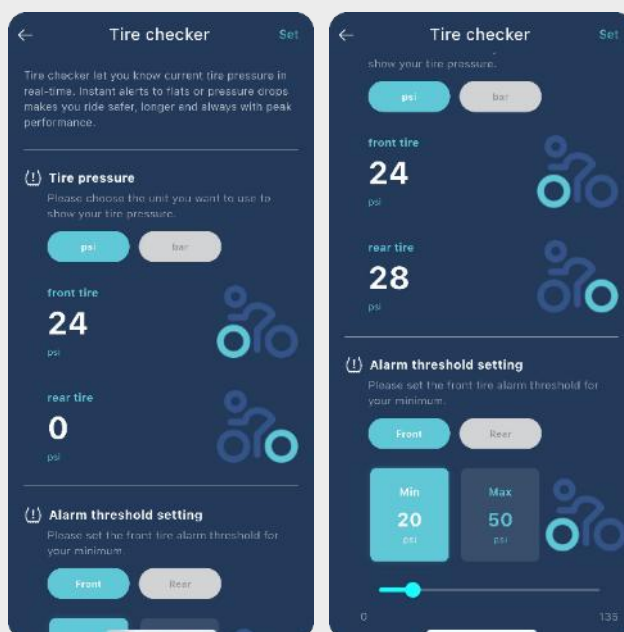 Tire checker
Set
Tire checker let you know current tire pressure in
real-time. Instant alerts to flats or pressure drops
makes you ride safer, longer and always with peak
performance.
Tire pressure
Please choose the unit you want to use to
show your tire pressure.
psi
bar
front tire
24
psi
rear tire
0
psi
Alarm threshold setting
Please set the front tire alarm threshold for
your minimum.
Front
Rear
Tire checker
Set
show your tire pressure.
psi
bar
front tire
24
psi
rear tire
28
psi
Alarm threshold setting
Please set the front tire alarm threshold for
your minimum.
Front
Rear
Min
Max
20
50
psi
psi
0
135